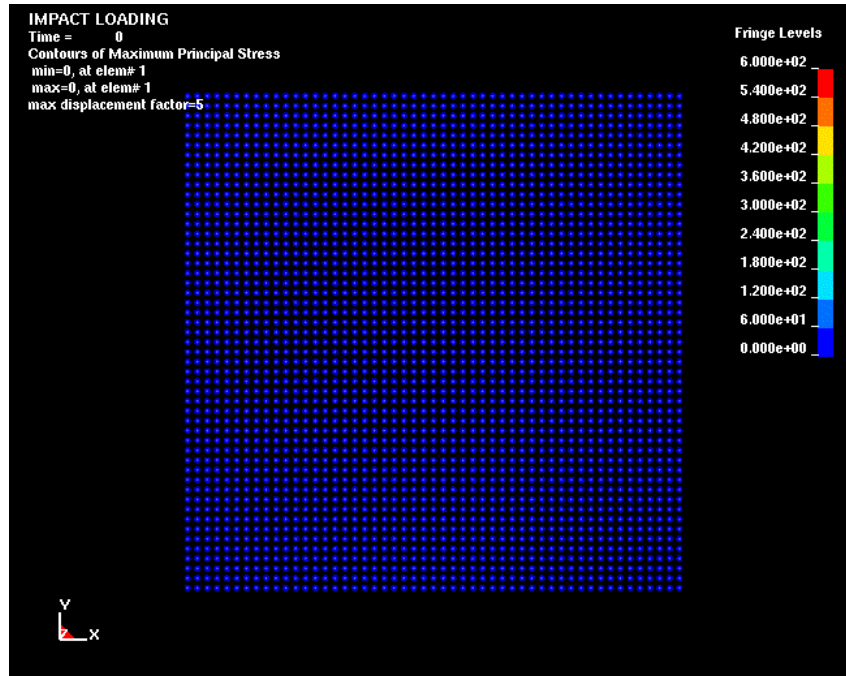 IMPACT LOADING
Time = 0
Contours of Maximum Principal Stress
min=0, at elem# 1
max=0, at elem# 1
max displacement factor=5
Fringe Levels
6.000e+02
5.400e+02
4.800e+02
4.200e+02
3.600e+02
3.000e+02
2.400e+02
1.800e+02
1.200e+02
6.000e+01
0.000e+00
Y
Z
X